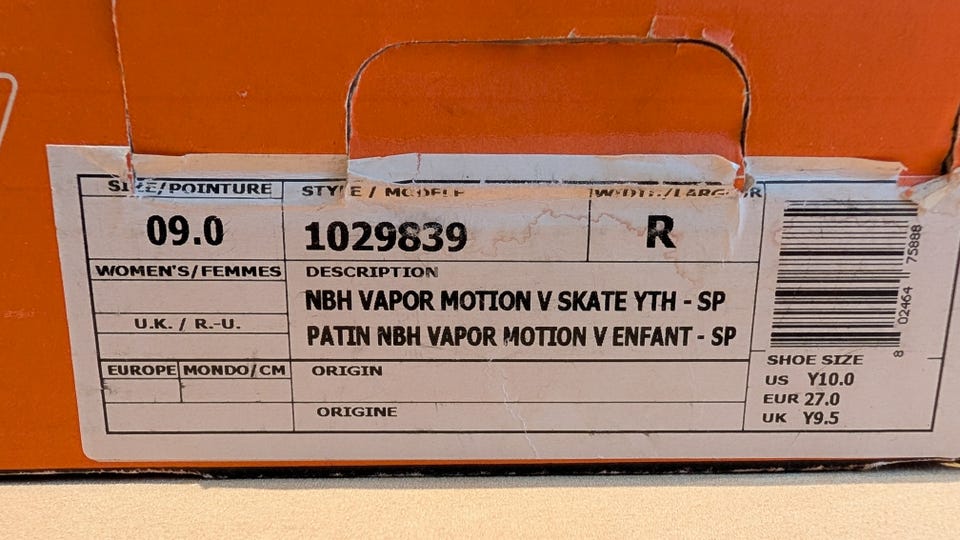 SIZE/POINTURE
09.0
WOMEN'S/FEMMES
U.K. / R.-U.
EUROPE MONDO/CM
STYLE / MODELE WIDTH/LARGEUR
1029839 R
DESCRIPTION
NBH VAPOR MOTION V SKATE YTH - SP
PATIN NBH VAPOR MOTION V ENFANT - SP
ORIGIN
ORIGINE
8 02464 75888
SHOE SIZE
US Y10.0
EUR 27.0
UK Y9.5